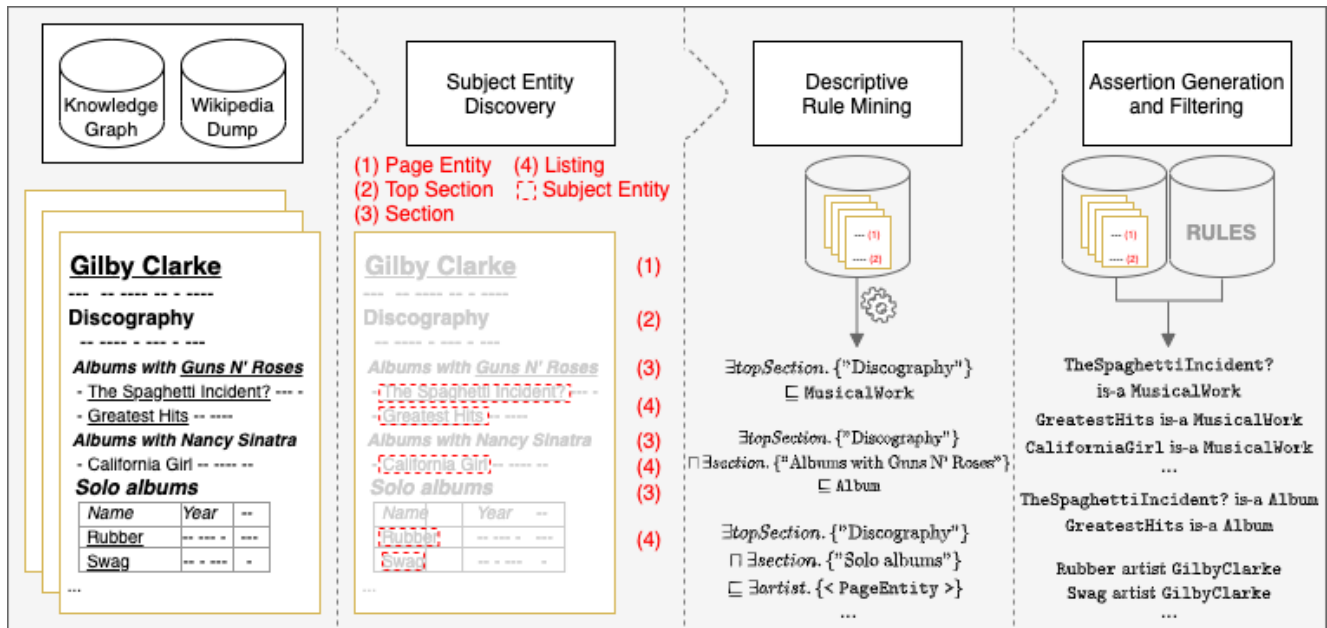 Knowledge
Graph
Wikipedia
Dump
Gilby Clarke
--- -- ---- -- - ----
Discography
-- ---- -- --- - --
Albums with Guns N' Roses
- The Spaghetti Incident? --- -
- Greatest Hits -- ----
Albums with Nancy Sinatra
- California Girl -- -- ----
Solo albums
Name Year --
Rubber -- --- - ---
Swag -- - --- -
...
Subject Entity
Discovery
(1) Page Entity (4) Listing
(2) Top Section Subject Entity
(3) Section
Gilby Clarke (1)
--- -- ---- -- - ----
Discography (2)
-- ---- -- --- - --
Albums with Guns N' Roses (3)
- The Spaghetti Incident? --- -
- Greatest Hits -- ---- (4)
Albums with Nancy Sinatra (3)
- California Girl -- -- ---- (4)
Solo albums (3)
Name Year --
Rubber -- --- - --- (4)
Swag -- - --- -
...
Descriptive
Rule Mining
--- (1)
---- (2)
∃topSection.{"Discography"}
⊑ MusicalWork
∃topSection.{"Discography"}
⊓ ∃section.{"Albums with Guns N' Roses"}
⊑ Album
∃topSection.{"Discography"}
⊓ ∃section.{"Solo albums"}
⊑ ∃artist.{< PageEntity >}
...
Assertion Generation
and Filtering
--- (1)
---- (2)
RULES
TheSpaghettiIncident?
is-a MusicalWork
GreatestHits is-a MusicalWork
CaliforniaGirl is-a MusicalWork
...
TheSpaghettiIncident? is-a Album
GreatestHits is-a Album
Rubber artist GilbyClarke
Swag artist GilbyClarke
...